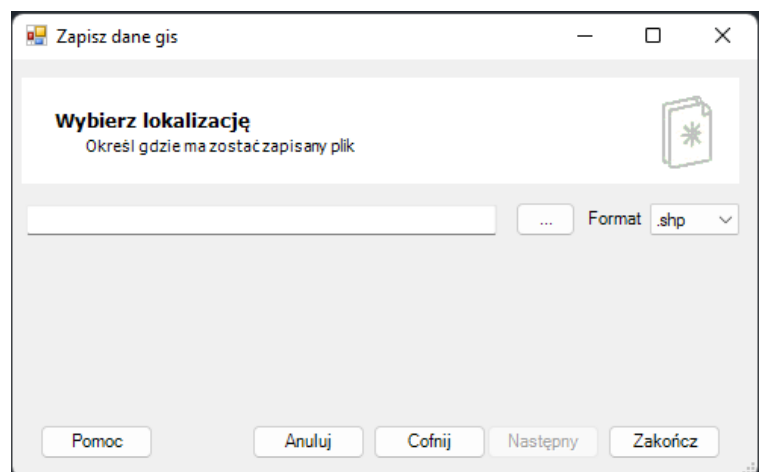 Zapisz dane gis
Wybierz lokalizację
Określ gdzie ma zostać zapisany plik
... Format .shp
Pomoc Anuluj Cofnij Następny Zakończ